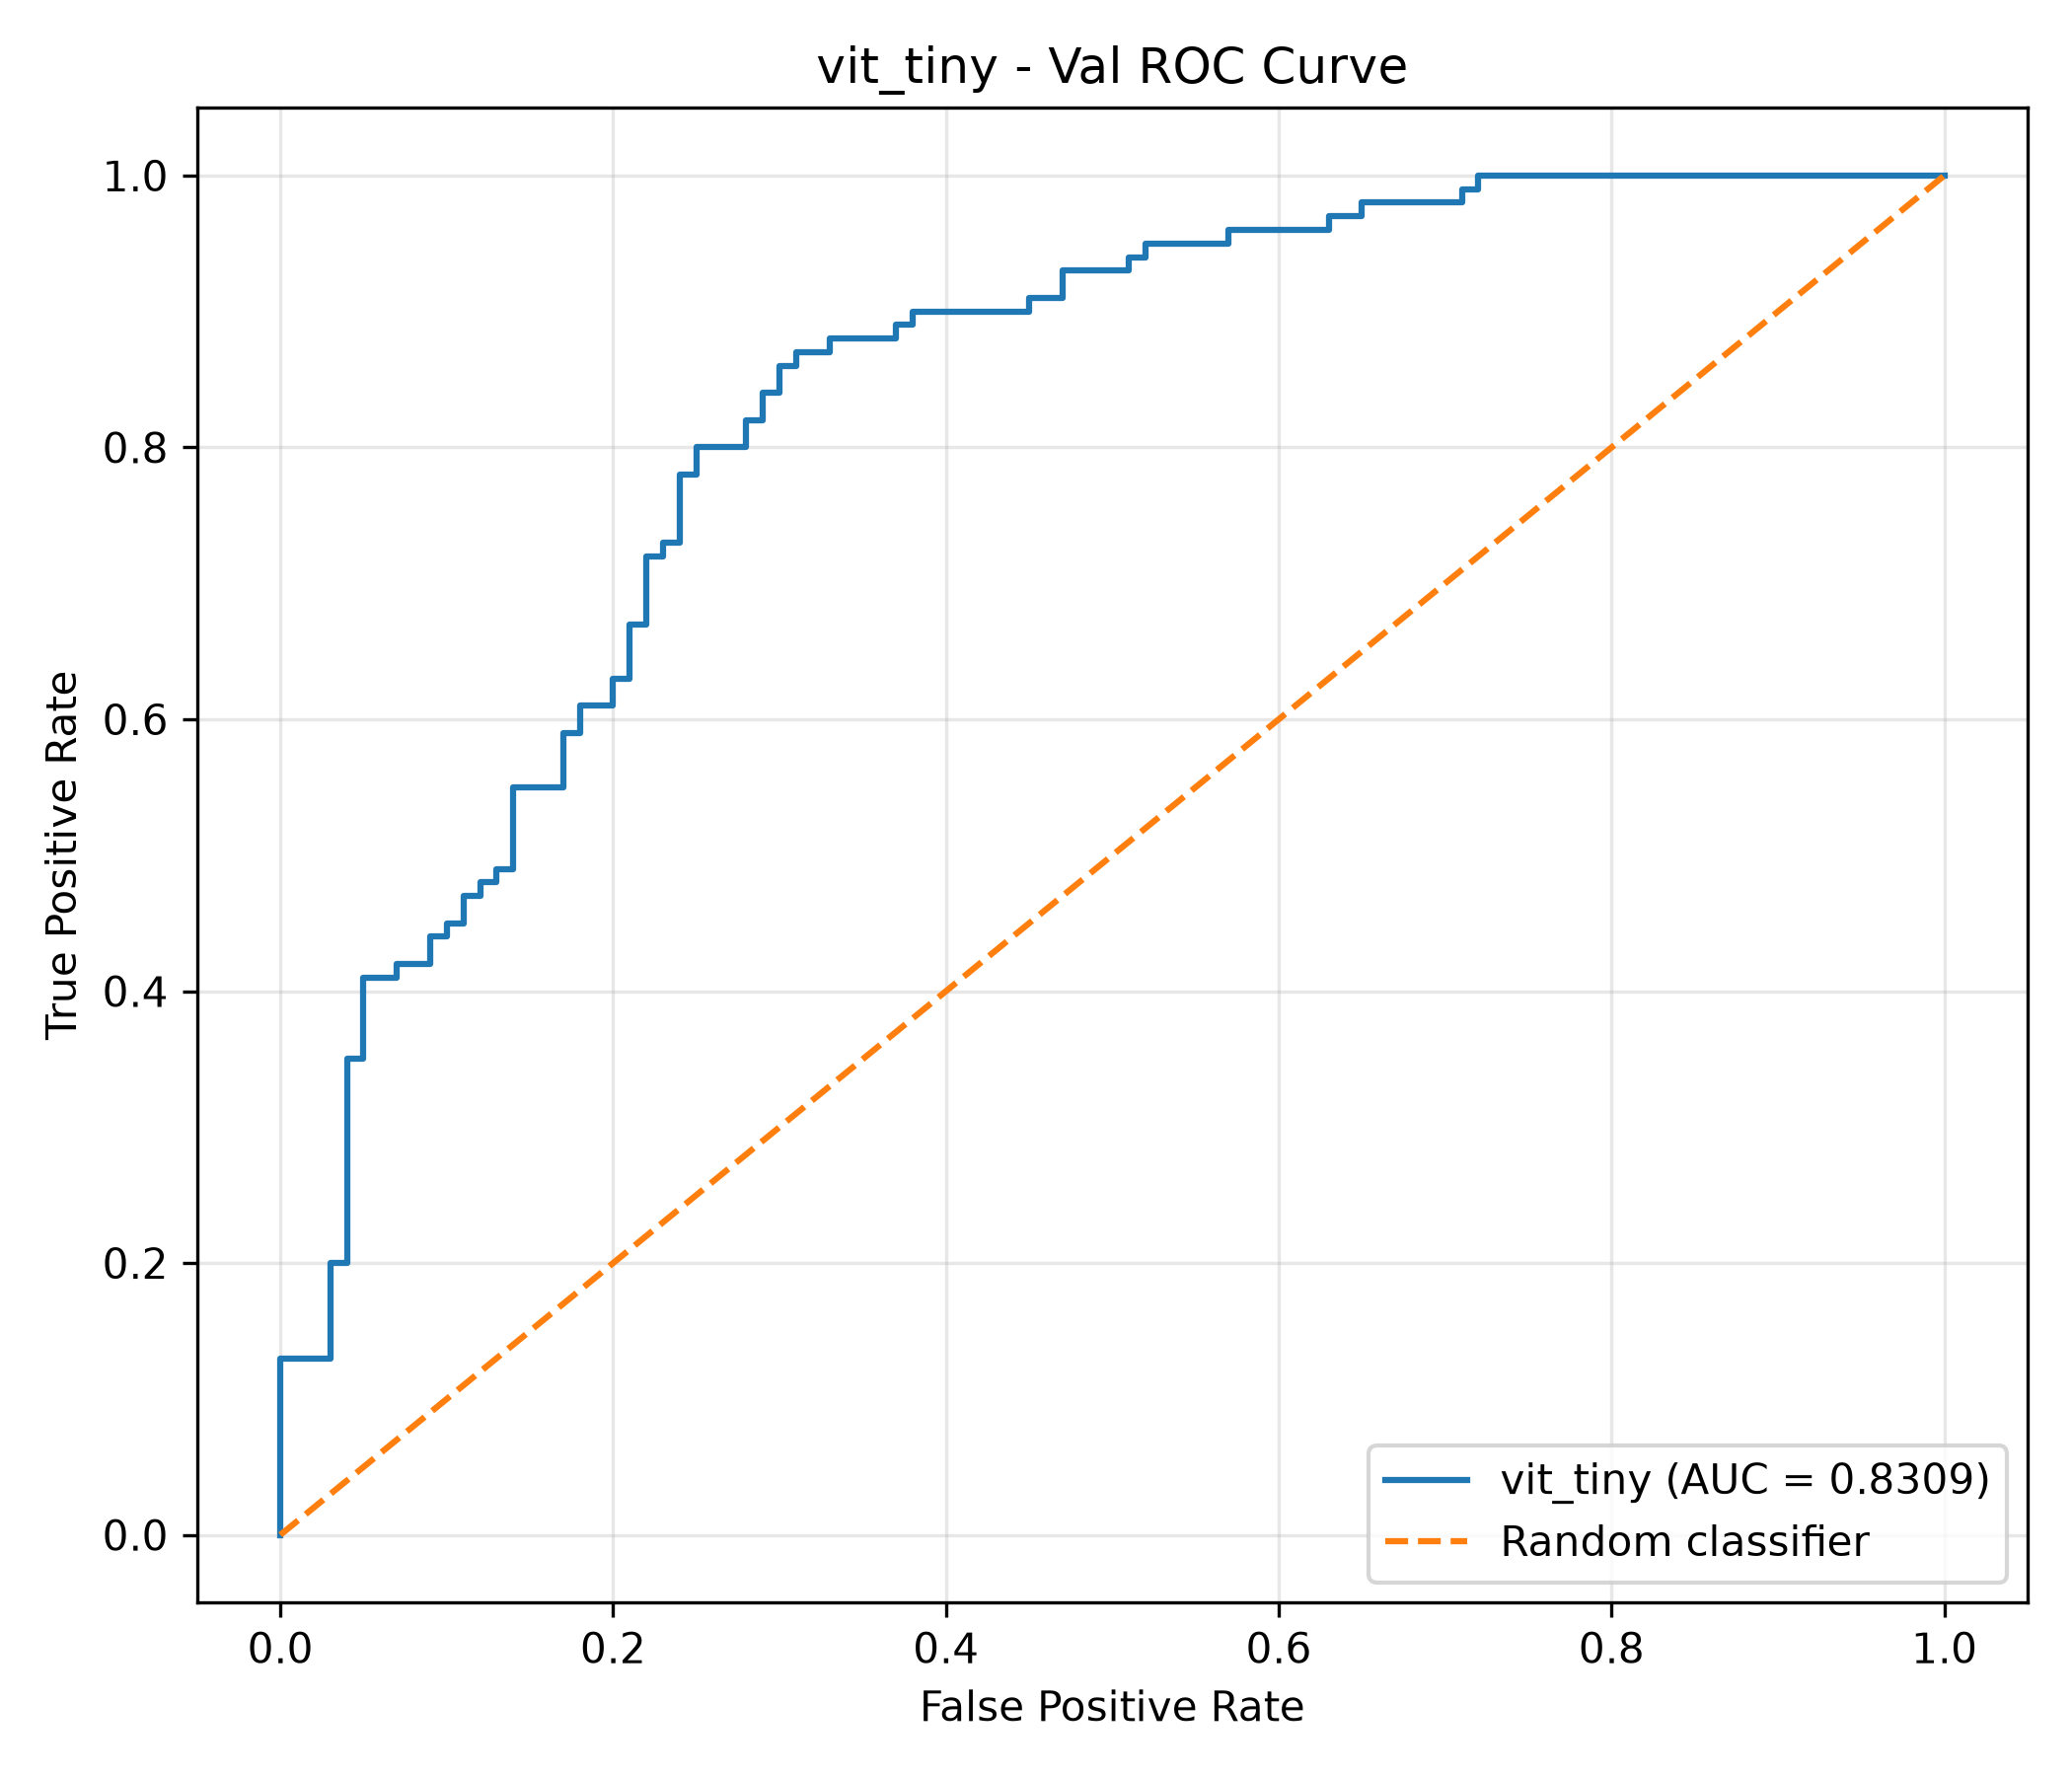 vit_tiny - Val ROC Curve
True Positive Rate
1.0
0.8
0.6
0.4
0.2
0.0
vit_tiny (AUC = 0.8309)
Random classifier
0.0 0.2 0.4 0.6 0.8 1.0
False Positive Rate